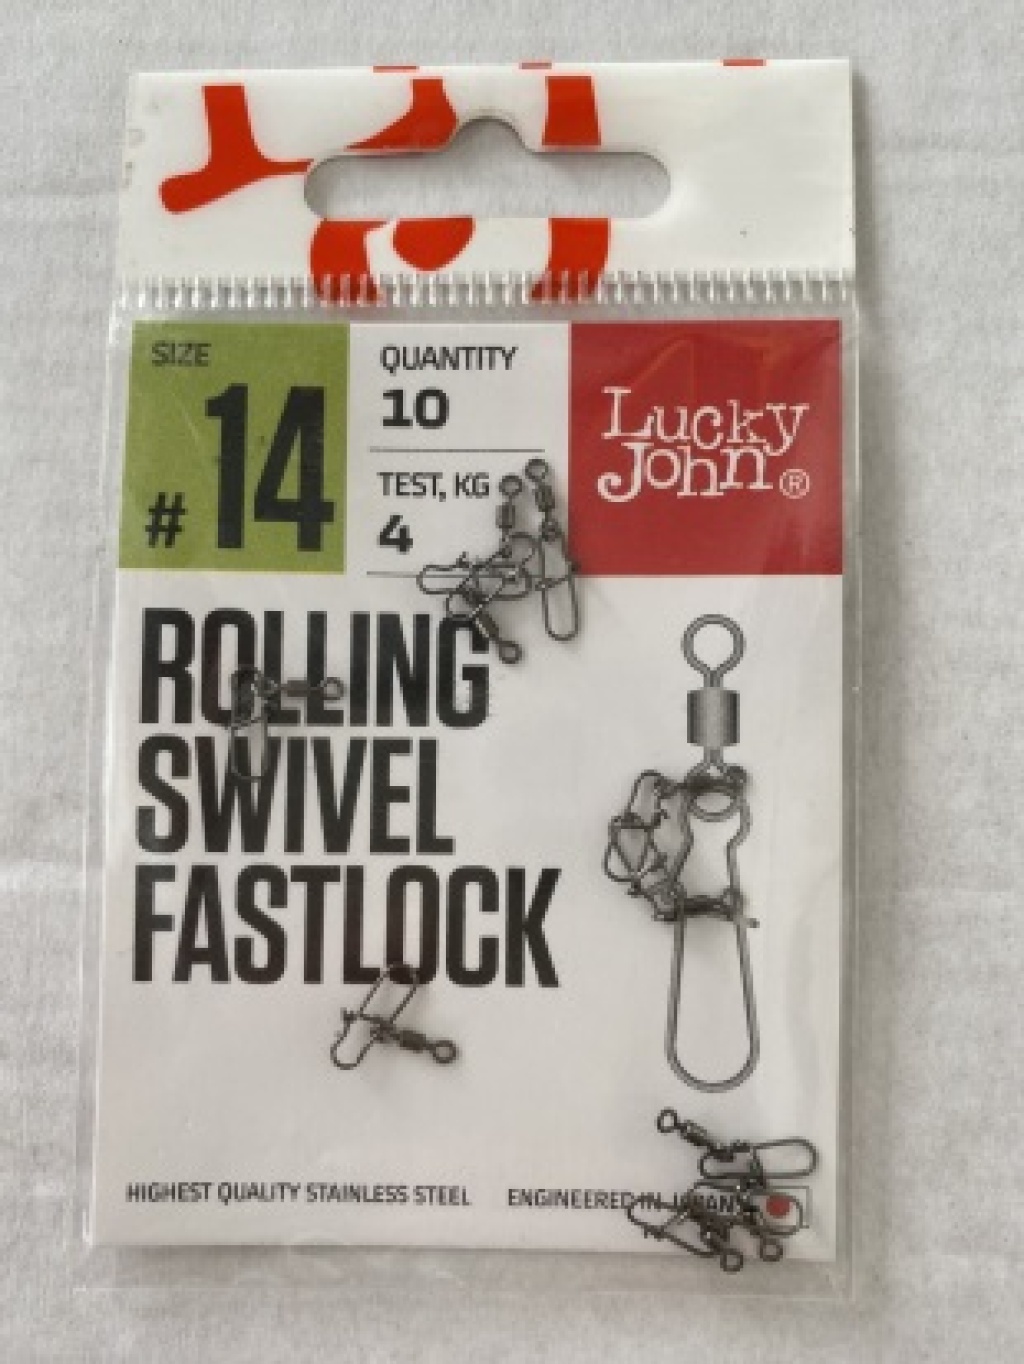 SIZE
#14
QUANTITY
10
TEST, KG
4
Lucky
John ®
ROLLING
SWIVEL
FASTLOCK
HIGHEST QUALITY STAINLESS STEEL
ENGINEERED IN JAPAN